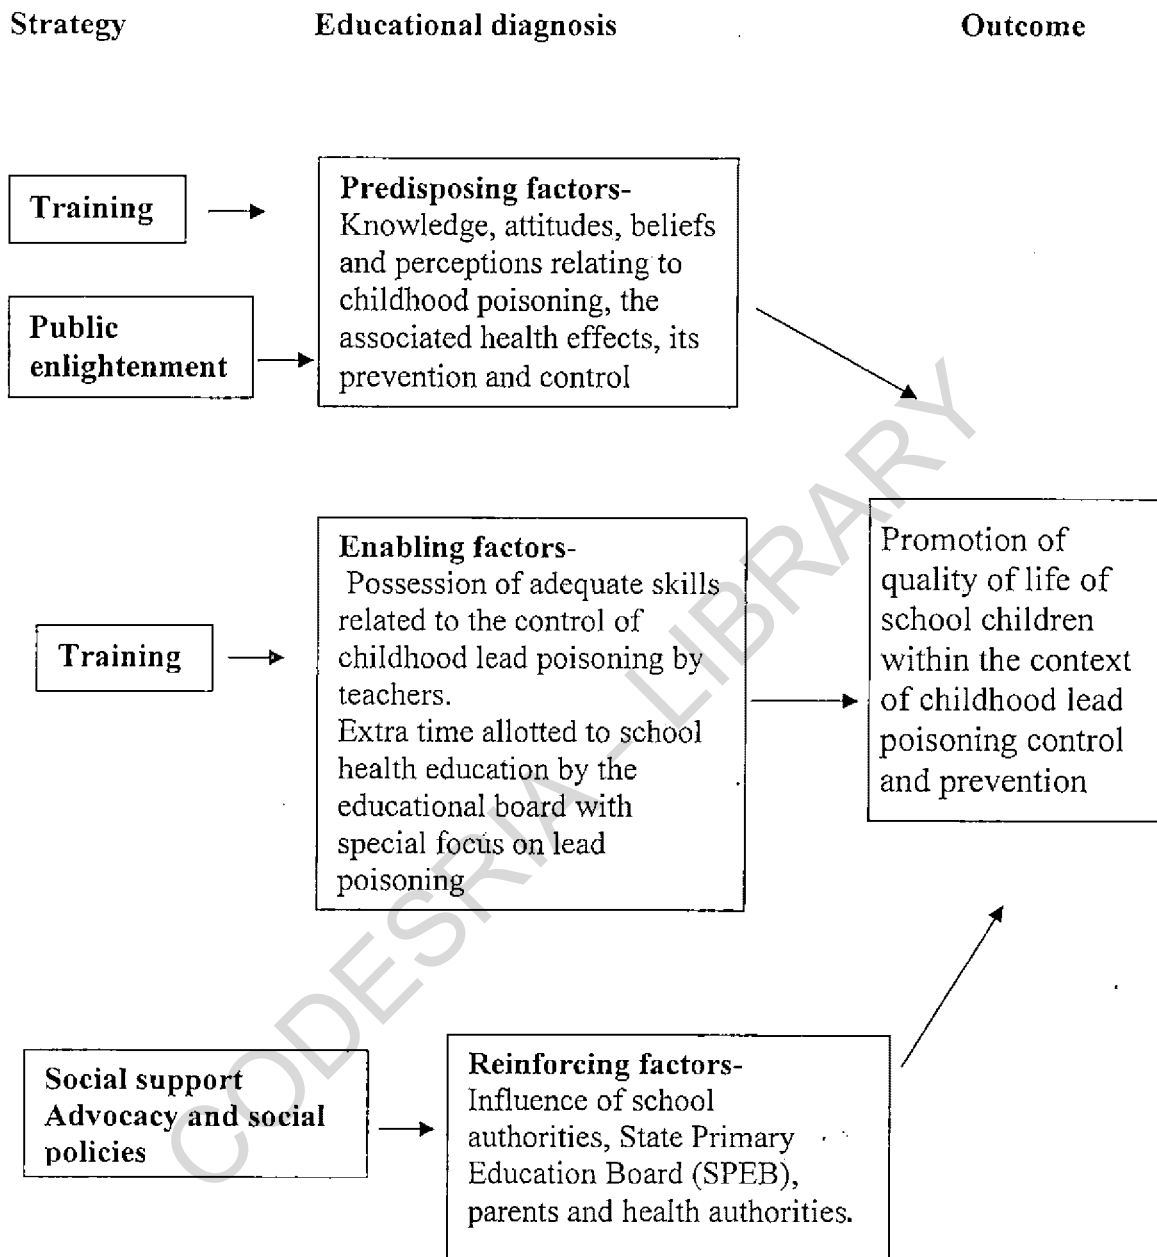 Strategy
Educational diagnosis
Outcome
Training
Predisposing factors-
Knowledge, attitudes, beliefs
and perceptions relating to
childhood poisoning, the
associated health effects, its
prevention and control
Public
enlightenment
Training
Enabling factors-
Possession of adequate skills
related to the control of
childhood lead poisoning by
teachers.
Extra time allotted to school
health education by the
educational board with
special focus on lead
poisoning
Promotion of
quality of life of
school children
within the context
of childhood lead
poisoning control
and prevention
Social support
Advocacy and social
policies
Reinforcing factors-
Influence of school
authorities, State Primary
Education Board (SPEB),
parents and health authorities.
CODESRIA - LIBRARY